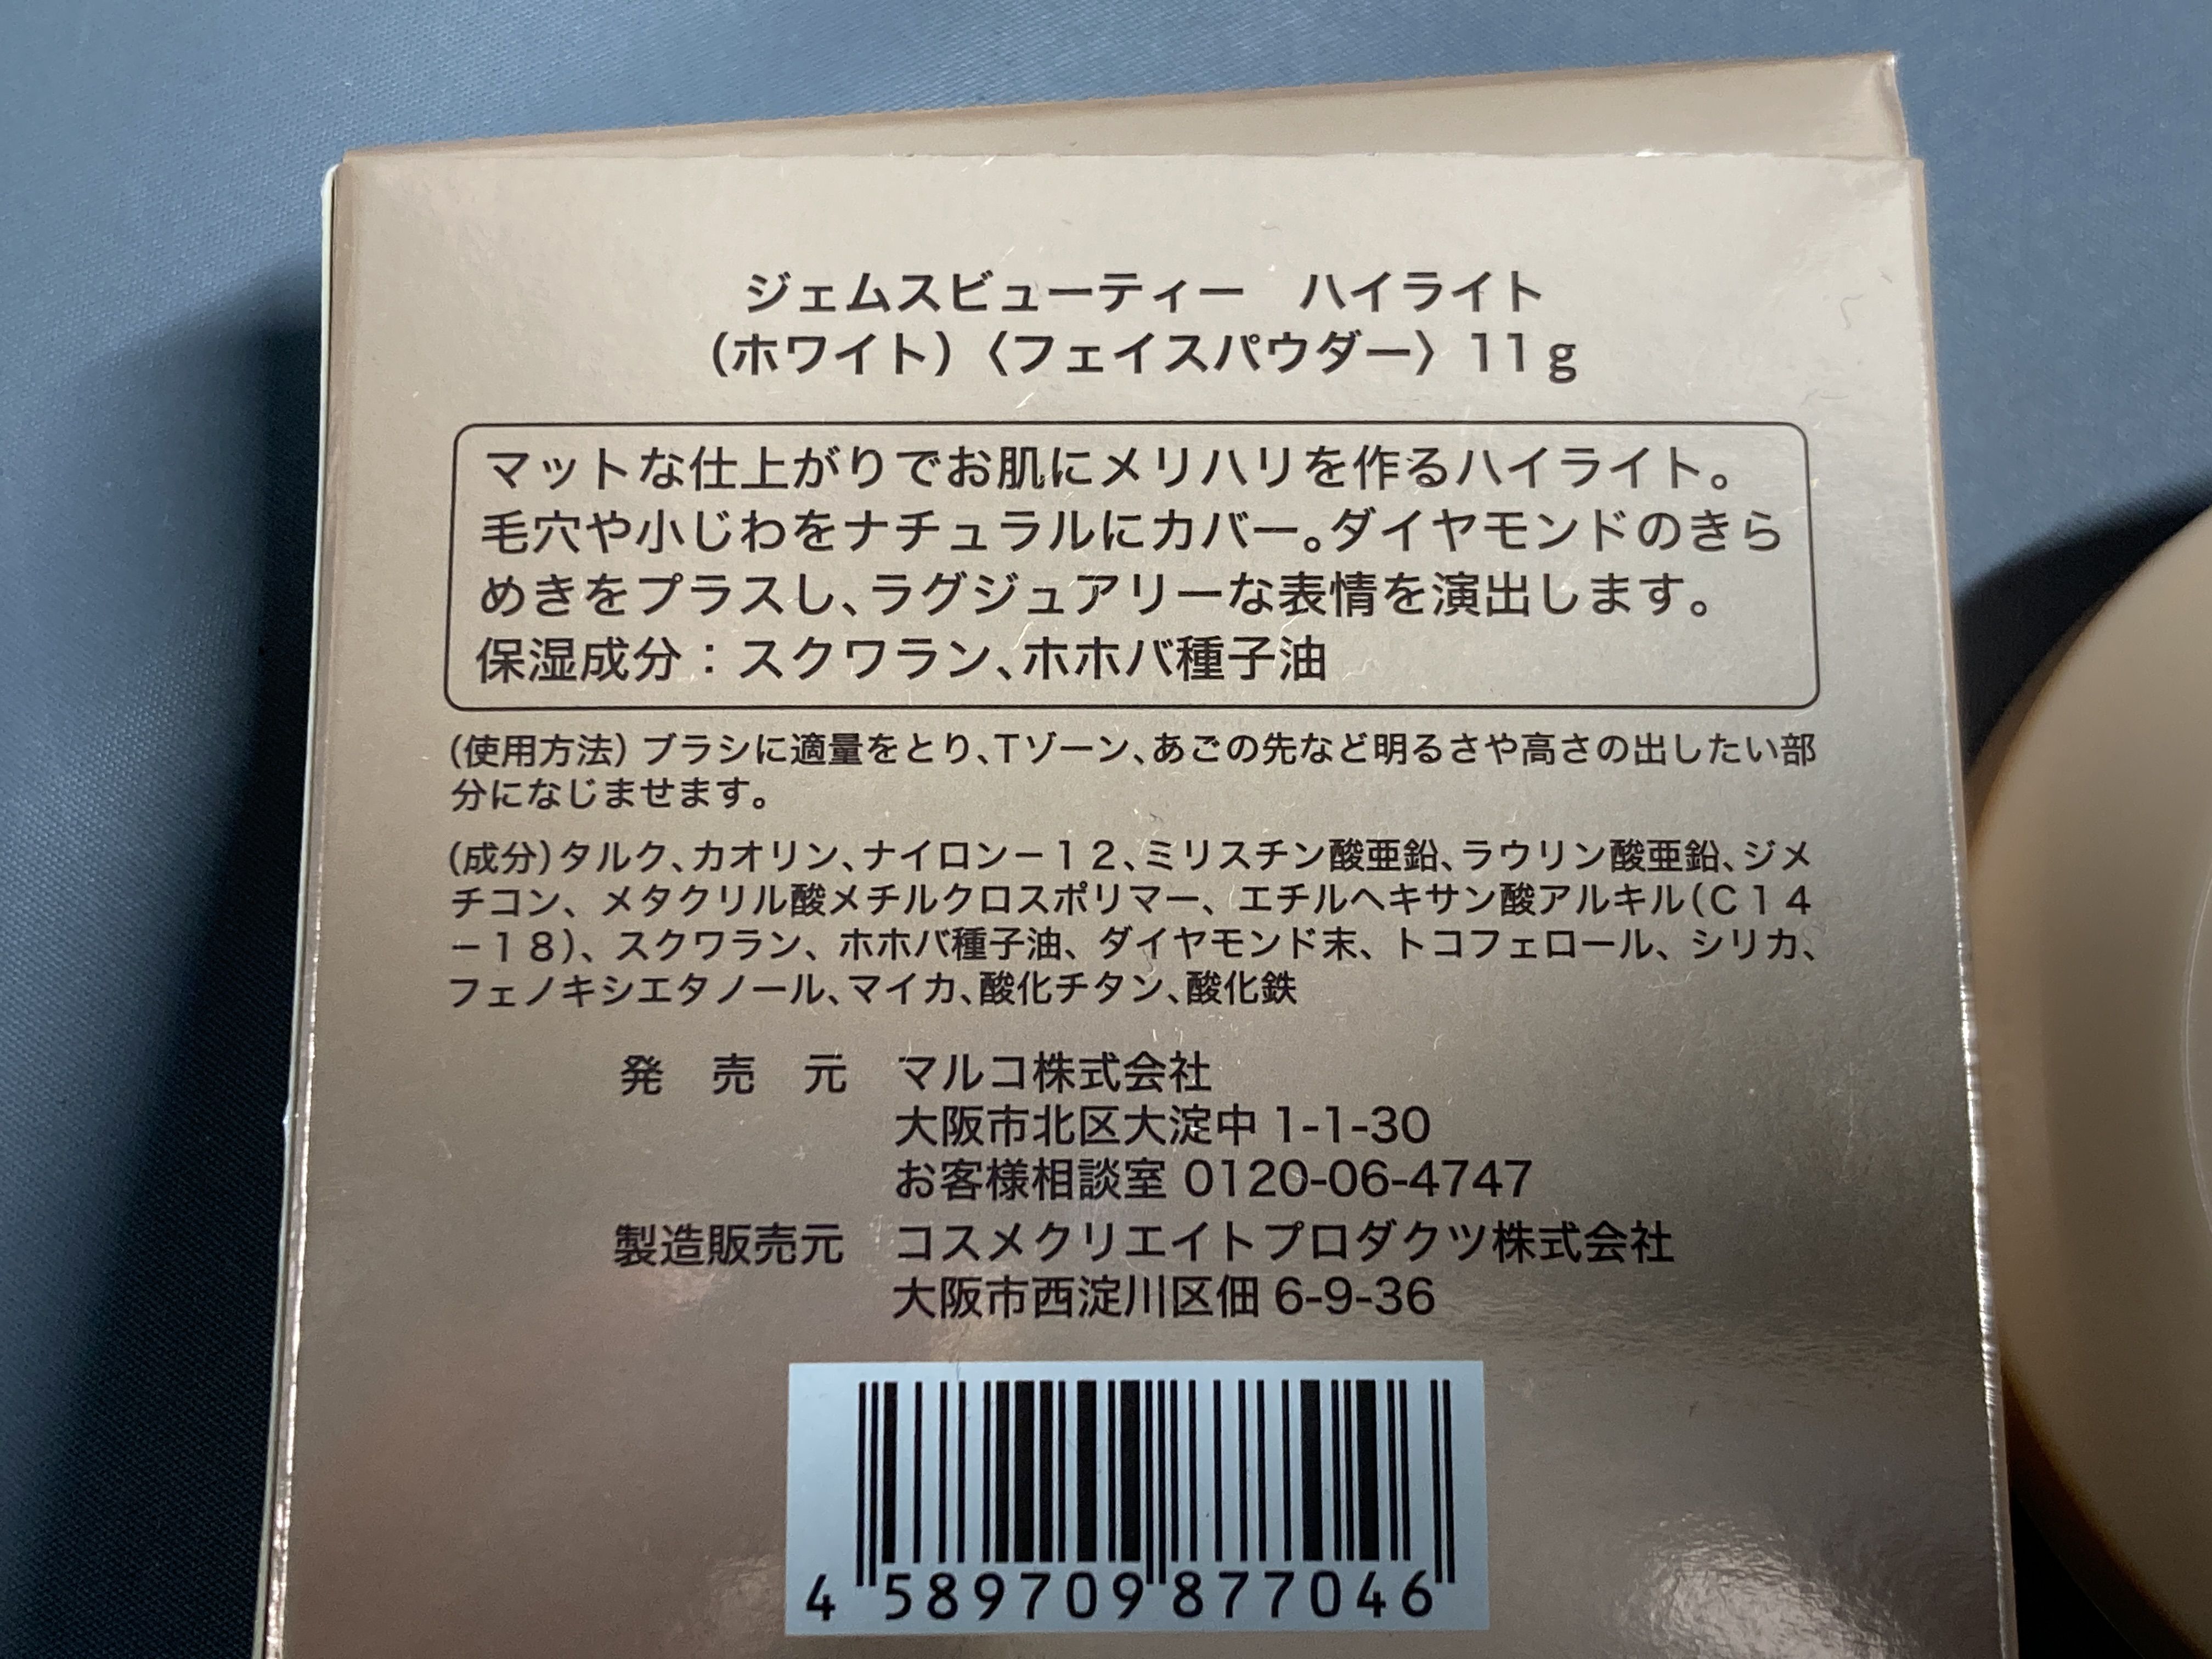 ジェムスビューティー　ハイライト
（ホワイト）〈フェイスパウダー〉11g
マットな仕上がりでお肌にメリハリを作るハイライト。
毛穴や小じわをナチュラルにカバー。ダイヤモンドのきら
めきをプラスし、ラグジュアリーな表情を演出します。
保湿成分：スクワラン、ホホバ種子油
（使用方法）ブラシに適量をとり、Tゾーン、あごの先など明るさや高さの出したい部
分になじませます。
（成分）タルク、カオリン、ナイロン－１２、ミリスチン酸亜鉛、ラウリン酸亜鉛、ジメ
チコン、メタクリル酸メチルクロスポリマー、エチルヘキサン酸アルキル（Ｃ１４
－１８）、スクワラン、ホホバ種子油、ダイヤモンド末、トコフェロール、シリカ、
フェノキシエタノール、マイカ、酸化チタン、酸化鉄
発　売　元　マルコ株式会社
大阪市北区大淀中 1-1-30
お客様相談室 0120-06-4747
製造販売元　コスメクリエイトプロダクツ株式会社
大阪市西淀川区佃 6-9-36
4 589709 877046